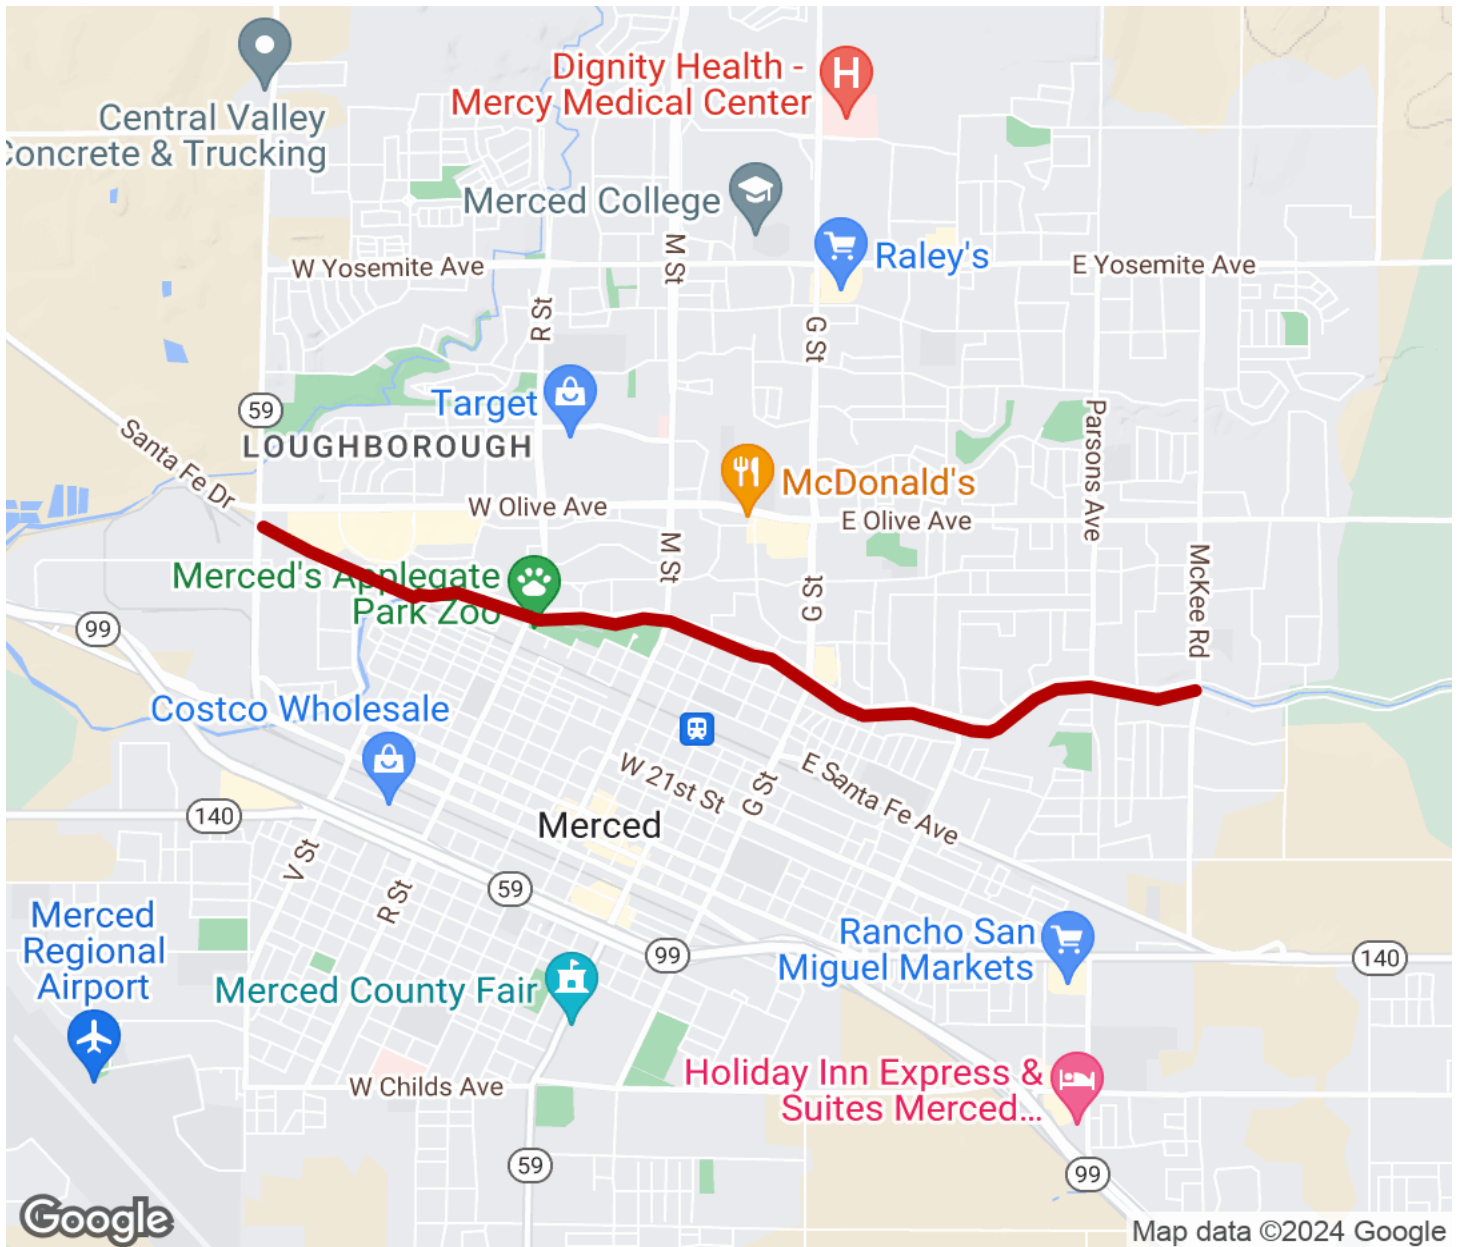 Dignity Health -
Mercy Medical Center
Central Valley
Concrete & Trucking
Merced College
M St
Raley's
W Yosemite Ave
E Yosemite Ave
R St
G St
Target
59
LOUGHBOROUGH
Parsons Ave
Santa Fe Dr
McDonald's
W Olive Ave
E Olive Ave
M St
McKee Rd
Merced's Applegate
Park Zoo
G St
99
Costco Wholesale
W 21st St
G St
E Santa Fe Ave
140
Merced
V St
R St
59
Merced
Regional
Airport
99
Rancho San
Miguel Markets
140
Merced County Fair
W Childs Ave
Holiday Inn Express &
Suites Merced...
59
99
Google
Map data ©2024 Google